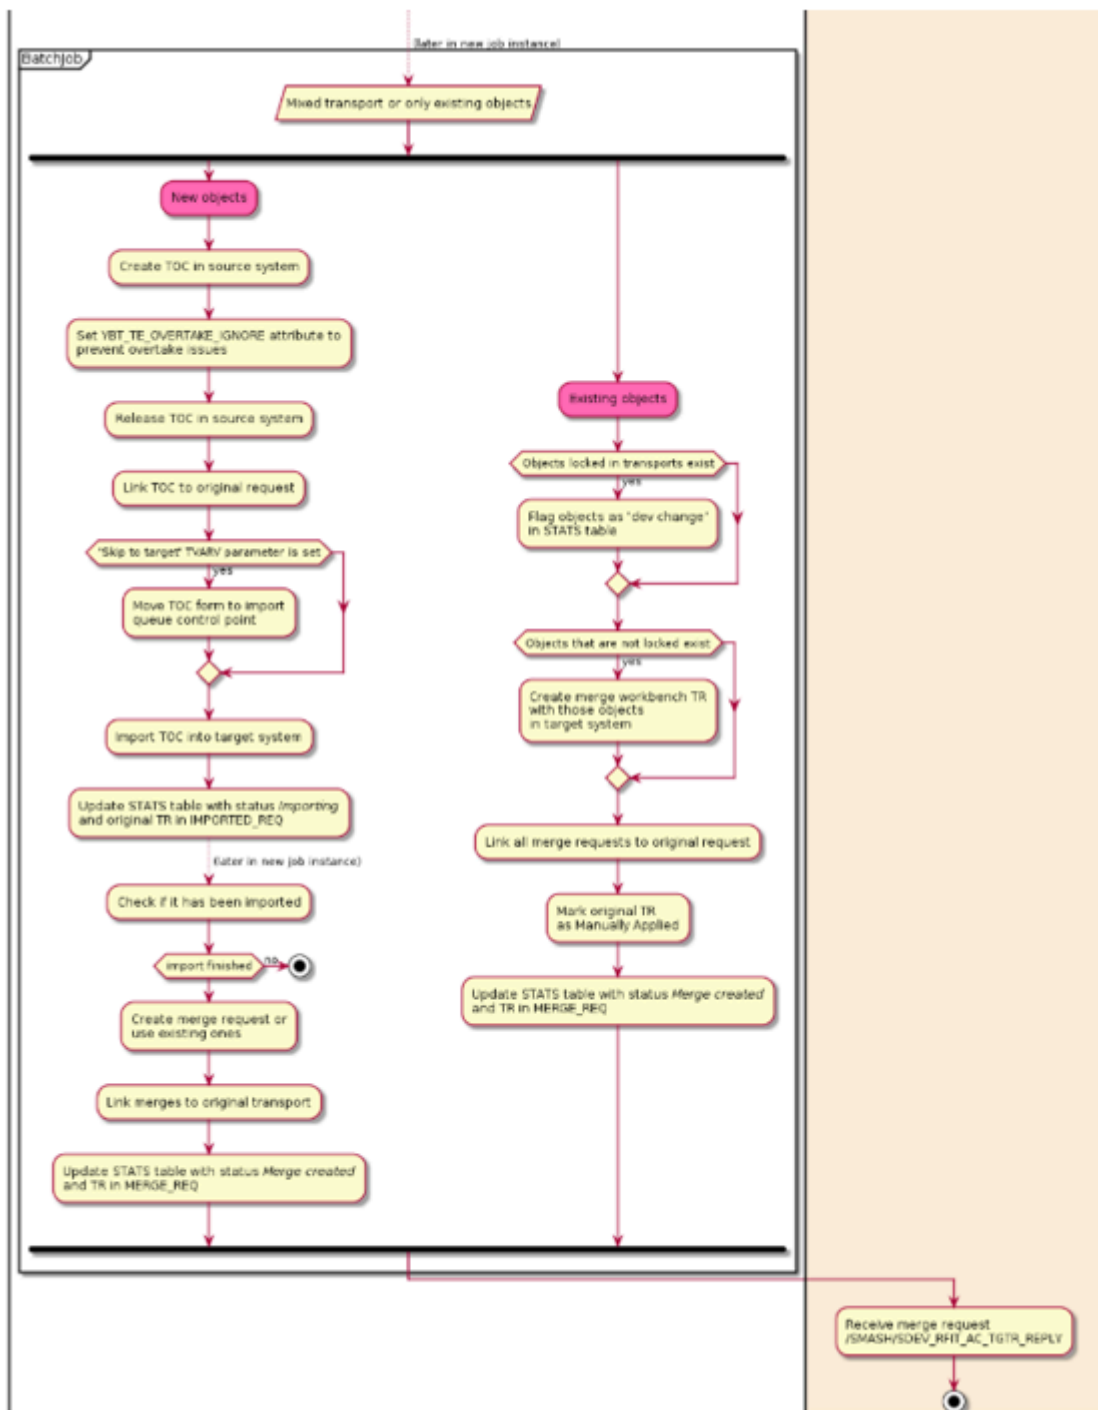 (later in new job instance)
BatchJob
Mixed transport or only existing objects
New objects
Create TOC in source system
Set YBT_TE_OVERTAKE_IGNORE attribute to
prevent overtake issues
Release TOC in source system
Link TOC to original request
"Skip to target" TVARV parameter is set
yes
Move TOC form to import
queue control point
Import TOC into target system
Update STATS table with status Importing
and original TR in IMPORTED_REQ
(later in new job instance)
Check if it has been imported
import finished
no
Create merge request or
use existing ones
Link merges to original transport
Update STATS table with status Merge created
and TR in MERGE_REQ
Existing objects
Objects locked in transports exist
yes
Flag objects as "dev change"
in STATS table
Objects that are not locked exist
yes
Create merge workbench TR
with those objects
in target system
Link all merge requests to original request
Mark original TR
as Manually Applied
Update STATS table with status Merge created
and TR in MERGE_REQ
Receive merge request
/SMASH/SDEV_RFIT_AC_TGTR_REPLY